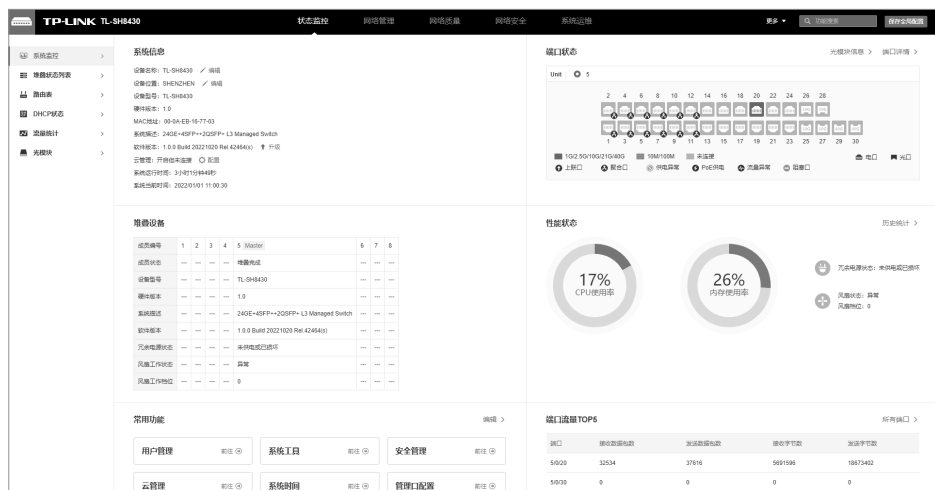 TP-LINK TL-SH8430 状态监控 网络管理 网络质量 网络安全 系统运维 更多 功能搜索 保存全局配置
系统监控
堆叠状态列表
路由表
DHCP状态
流量统计
光模块
系统信息
设备名称: TL-SH8430 编辑
设备位置: SHENZHEN 编辑
设备型号: TL-SH8430
硬件版本: 1.0
MAC地址: 00-0A-EB-16-77-03
系统描述: 24GE+4SFP++2QSFP+ L3 Managed Switch
软件版本: 1.0.0 Build 20221020 Rel.42464(s) 升级
云管理: 开启但未连接 配置
系统运行时间: 3小时1分钟49秒
系统当前时间: 2022/01/01 11:00:30
端口状态 光模块信息 > 端口详情 >
Unit 5
2 4 6 8 10 12 14 16 18 20 22 24 26 28
1 3 5 7 9 11 13 15 17 19 21 23 25 27 29 30
1G/2.5G/10G/21G/40G 10M/100M 未连接 电口 光口
上联口 聚合口 供电异常 PoE供电 流量异常 阻塞口
堆叠设备
成员编号 1 2 3 4 5 Master 6 7 8
成员状态 --- --- --- --- 堆叠完成 --- --- ---
设备型号 --- --- --- --- TL-SH8430 --- --- ---
硬件版本 --- --- --- --- 1.0 --- --- ---
系统描述 --- --- --- --- 24GE+4SFP++2QSFP+ L3 Managed Switch --- --- ---
软件版本 --- --- --- --- 1.0.0 Build 20221020 Rel.42464(s) --- --- ---
冗余电源状态 --- --- --- --- 未供电或已损坏 --- --- ---
风扇工作状态 --- --- --- --- 异常 --- --- ---
风扇工作档位 --- --- --- --- 0 --- --- ---
性能状态 历史统计 >
17%
CPU使用率
26%
内存使用率
冗余电源状态: 未供电或已损坏
风扇状态: 异常
风扇档位: 0
常用功能 编辑 >
用户管理 前往 系统工具 前往 安全管理 前往
云管理 前往 系统时间 前往 管理口配置 前往
端口流量TOP5 所有端口 >
端口 接收数据包数 发送数据包数 接收字节数 发送字节数
5/0/20 32534 37616 5691596 18673402
5/0/30 0 0 0 0